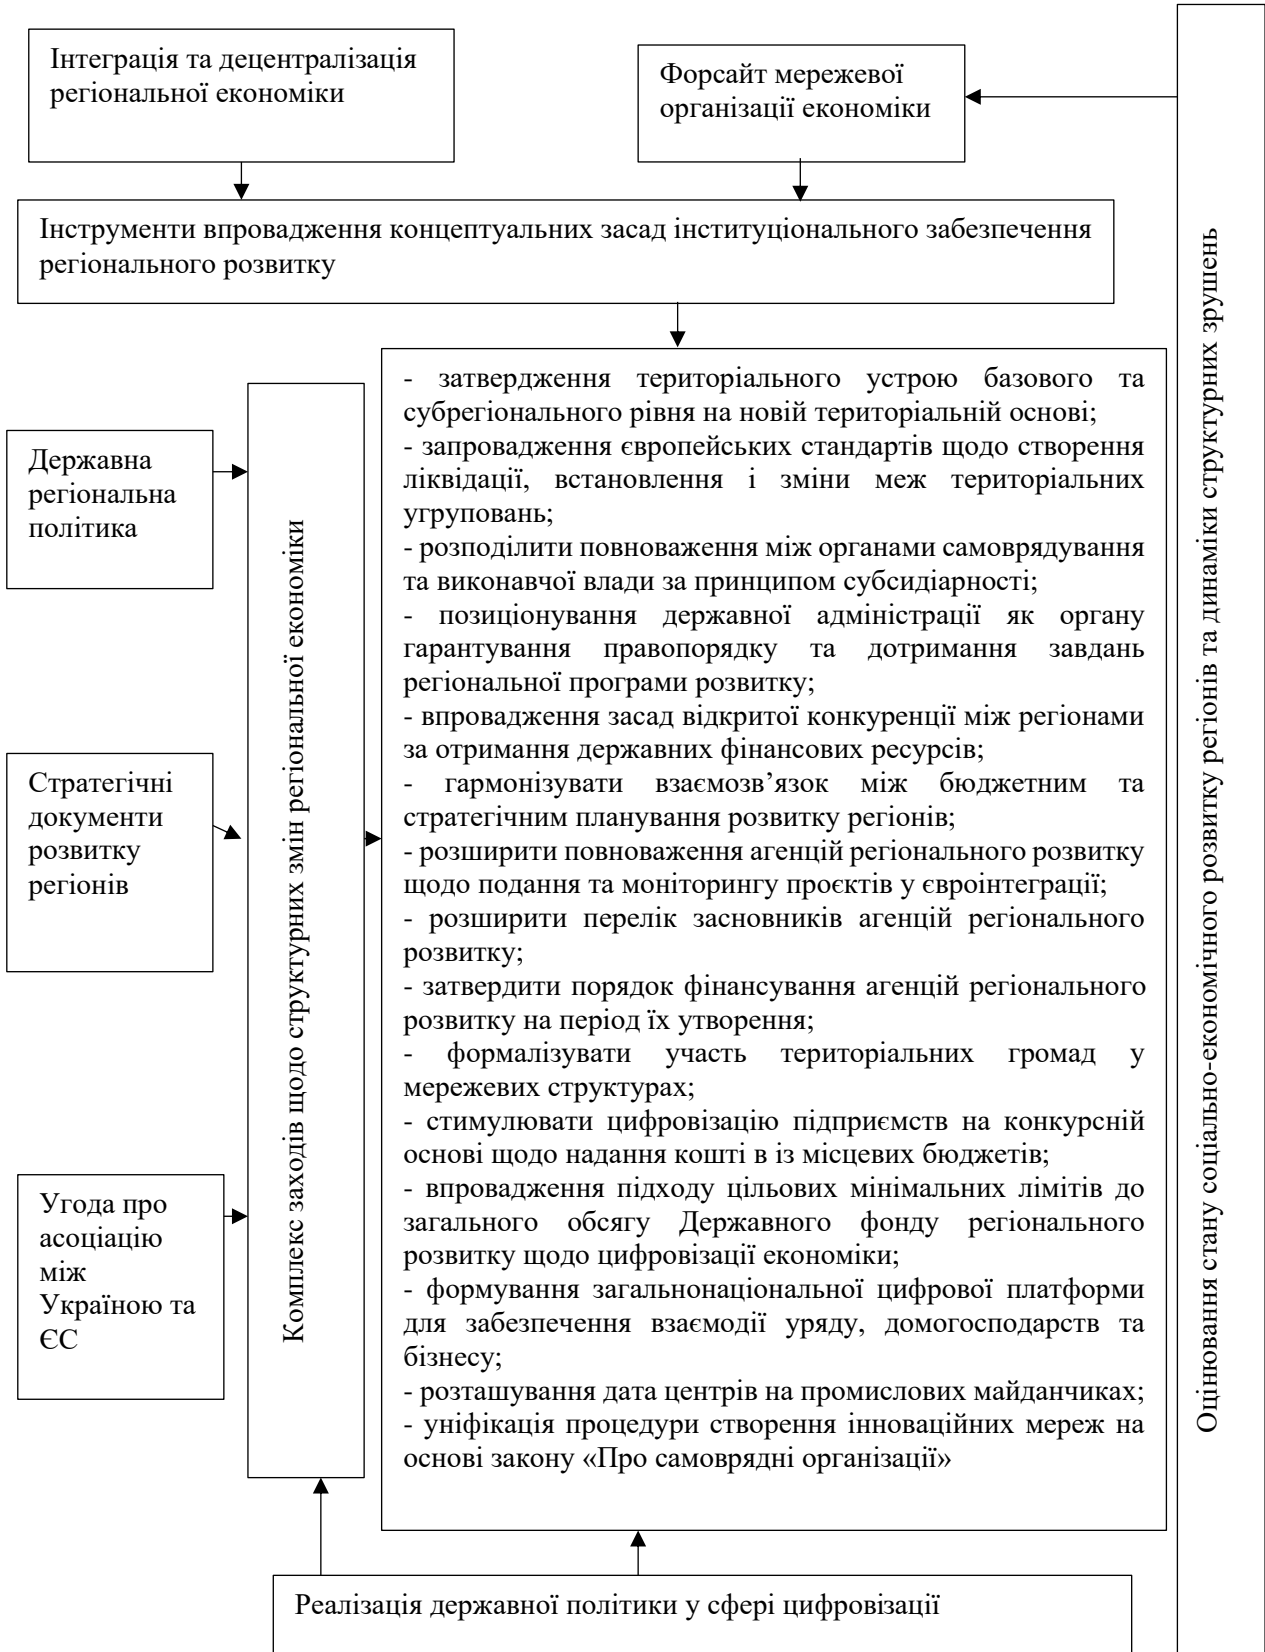 Інтеграція та децентралізація
регіональної економіки
Форсайт мережевої
організації економіки
Інструменти впровадження концептуальних засад інституціонального забезпечення
регіонального розвитку
Державна
регіональна
політика
Стратегічні
документи
розвитку
регіонів
Угода про
асоціацію
між
Україною та
ЄС
Комплекс заходів щодо структурних змін регіональної економіки
- затвердження територіального устрою базового та
субрегіонального рівня на новій територіальній основі;
- запровадження європейських стандартів щодо створення
ліквідації, встановлення і зміни меж територіальних
угруповань;
- розподілити повноваження між органами самоврядування
та виконавчої влади за принципом субсидіарності;
- позиціонування державної адміністрації як органу
гарантування правопорядку та дотримання завдань
регіональної програми розвитку;
- впровадження засад відкритої конкуренції між регіонами
за отримання державних фінансових ресурсів;
- гармонізувати взаємозв’язок між бюджетним та
стратегічним планування розвитку регіонів;
- розширити повноваження агенцій регіонального розвитку
щодо подання та моніторингу проєктів у євроінтеграції;
- розширити перелік засновників агенцій регіонального
розвитку;
- затвердити порядок фінансування агенцій регіонального
розвитку на період їх утворення;
- формалізувати участь територіальних громад у
мережевих структурах;
- стимулювати цифровізацію підприємств на конкурсній
основі щодо надання кошті в із місцевих бюджетів;
- впровадження підходу цільових мінімальних лімітів до
загального обсягу Державного фонду регіонального
розвитку щодо цифровізації економіки;
- формування загальнонаціональної цифрової платформи
для забезпечення взаємодії уряду, домогосподарств та
бізнесу;
- розташування дата центрів на промислових майданчиках;
- уніфікація процедури створення інноваційних мереж на
основі закону «Про самоврядні організації»
Оцінювання стану соціально-економічного розвитку регіонів та динаміки структурних зрушень
Реалізація державної політики у сфері цифровізації